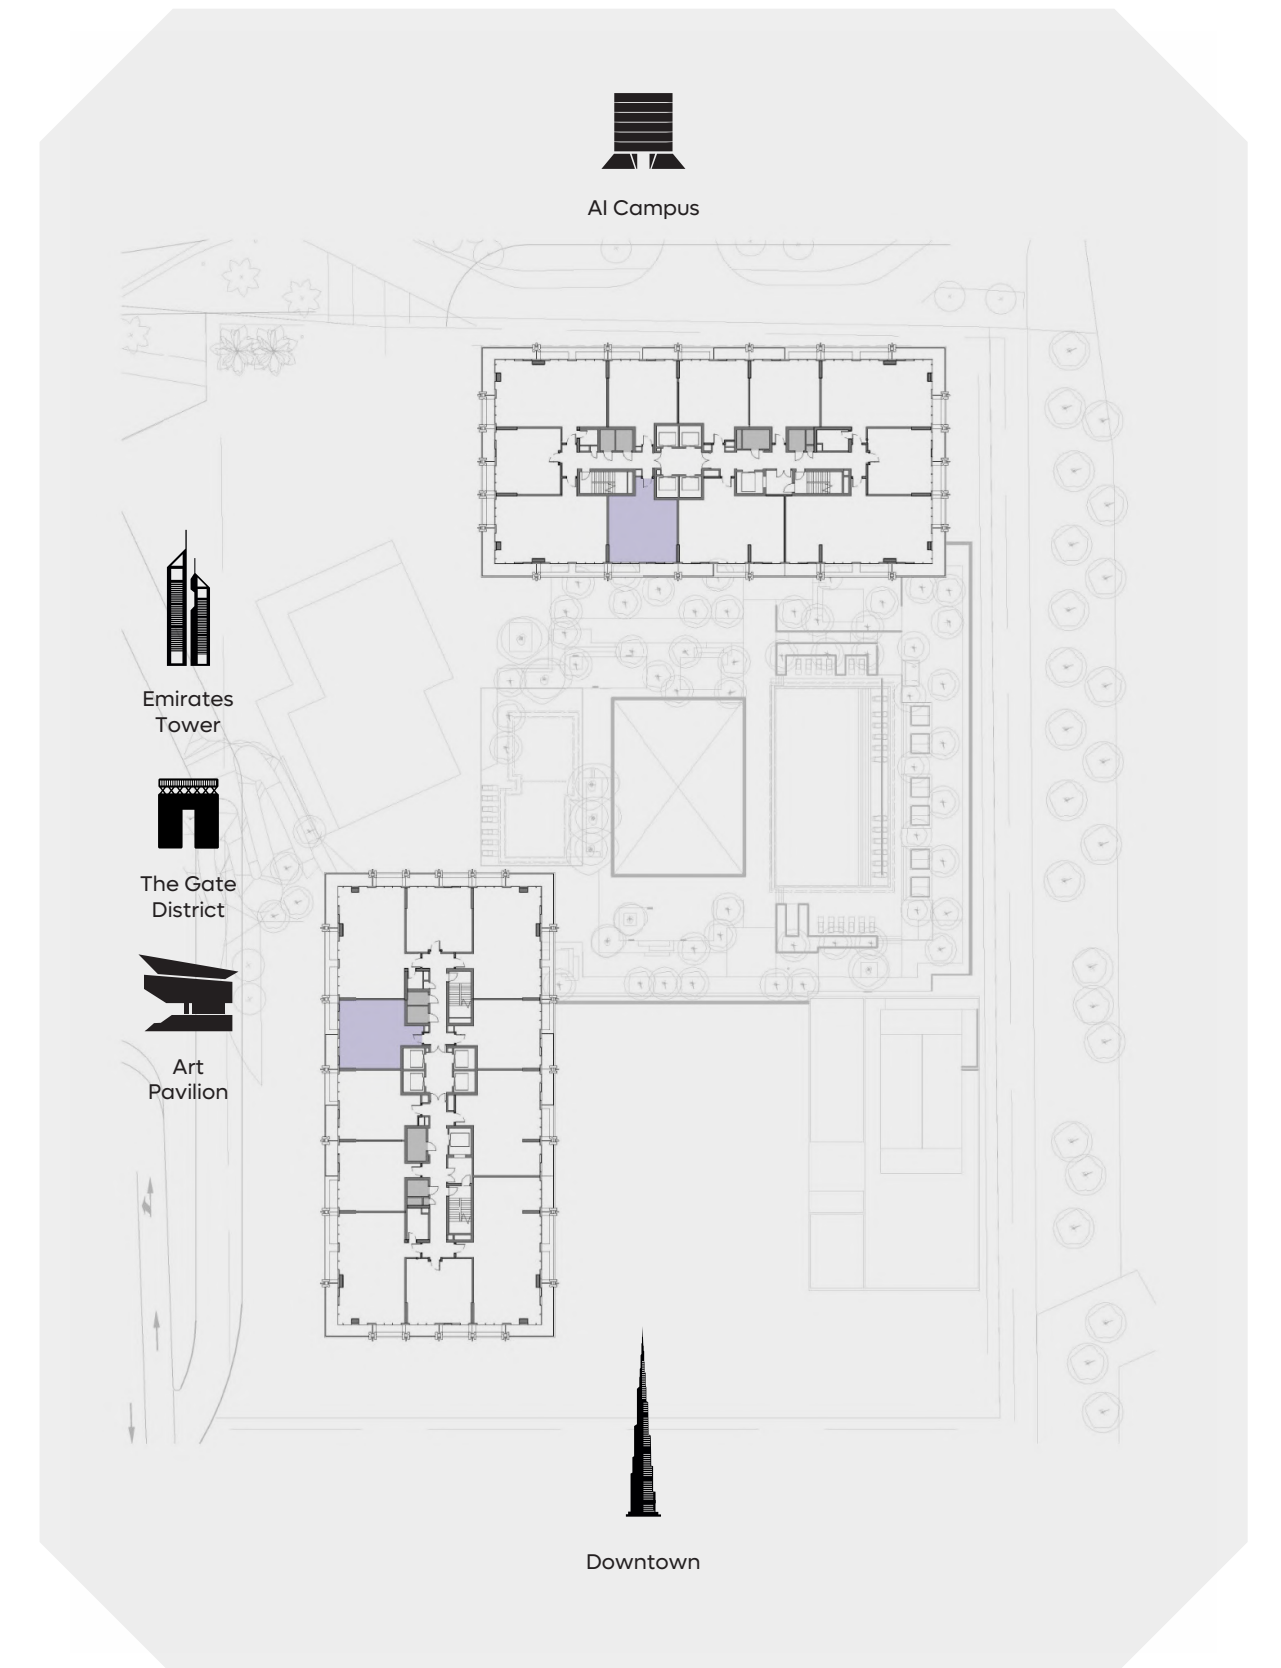 AI Campus
Emirates
Tower
The Gate
District
Art
Pavilion
Downtown